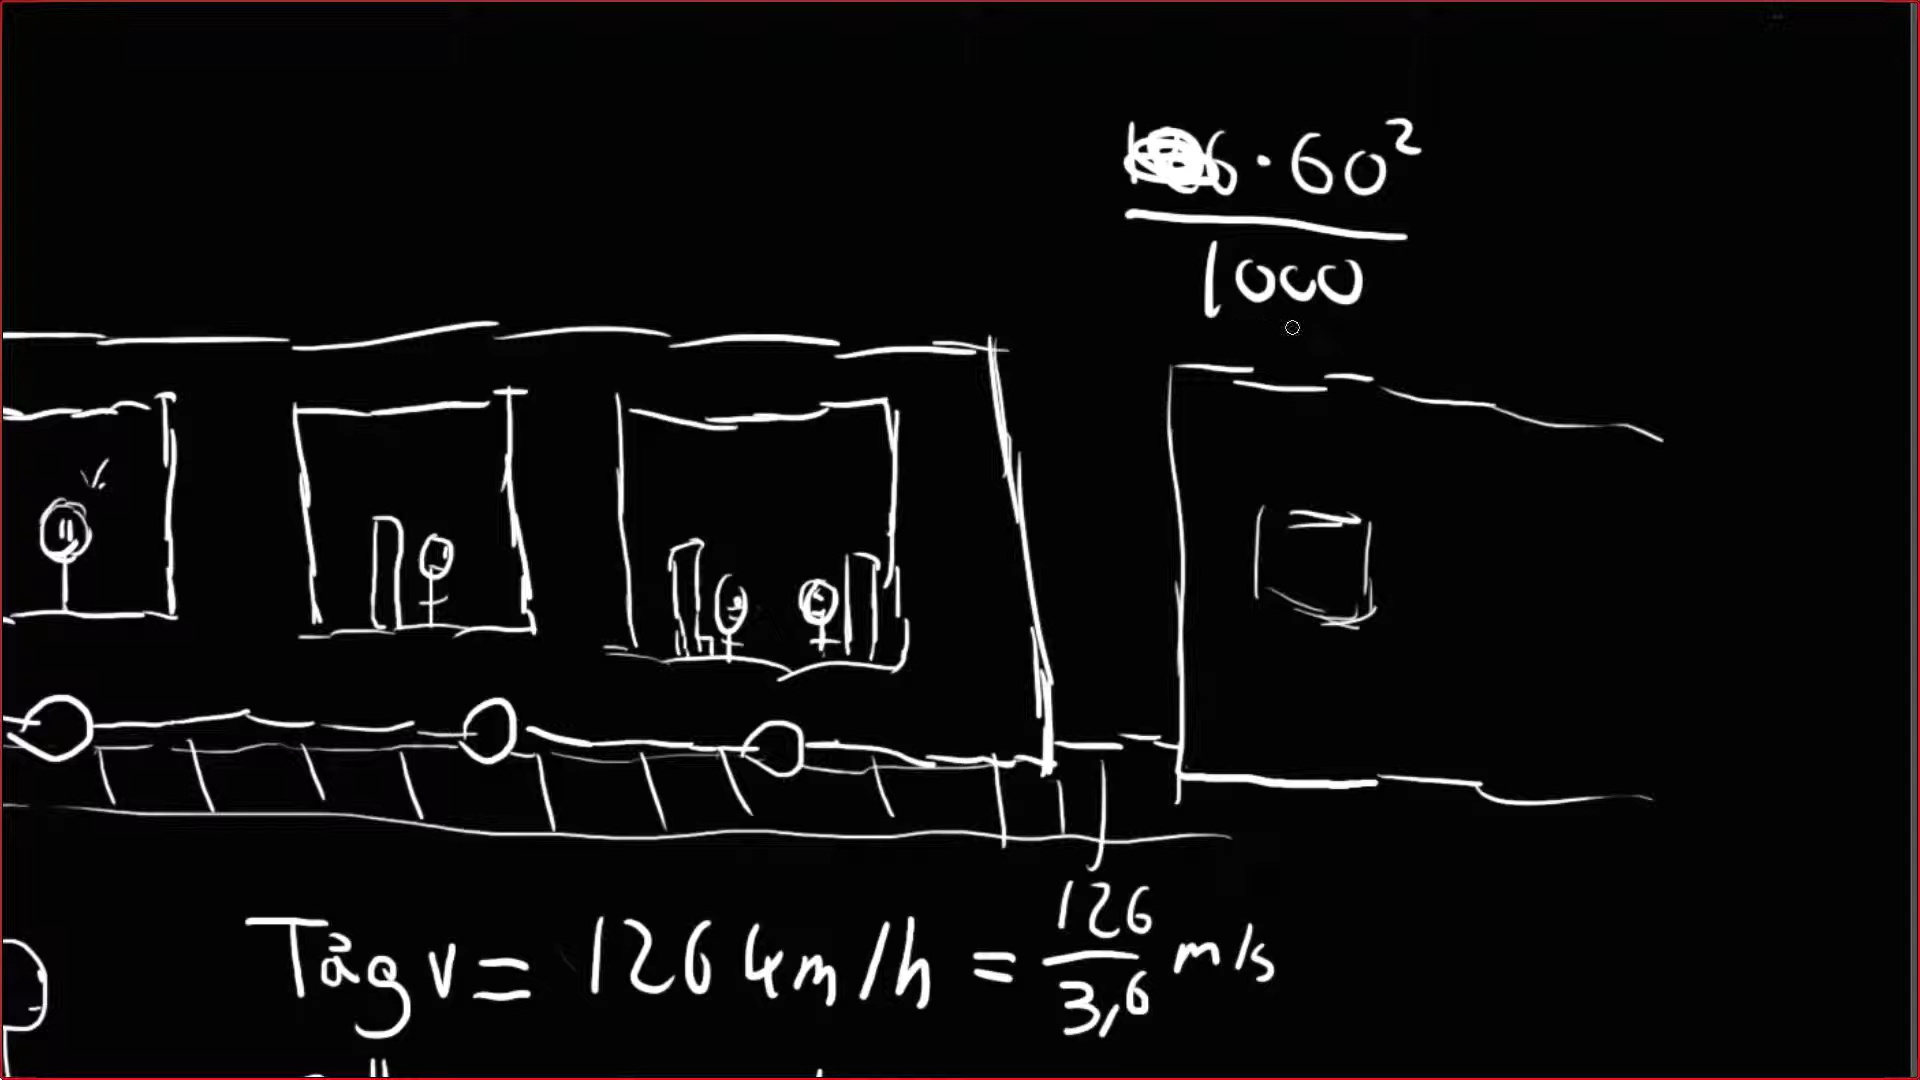 6 · 60²
1000
Tåg v = 126 km/h = 126/3,6 m/s